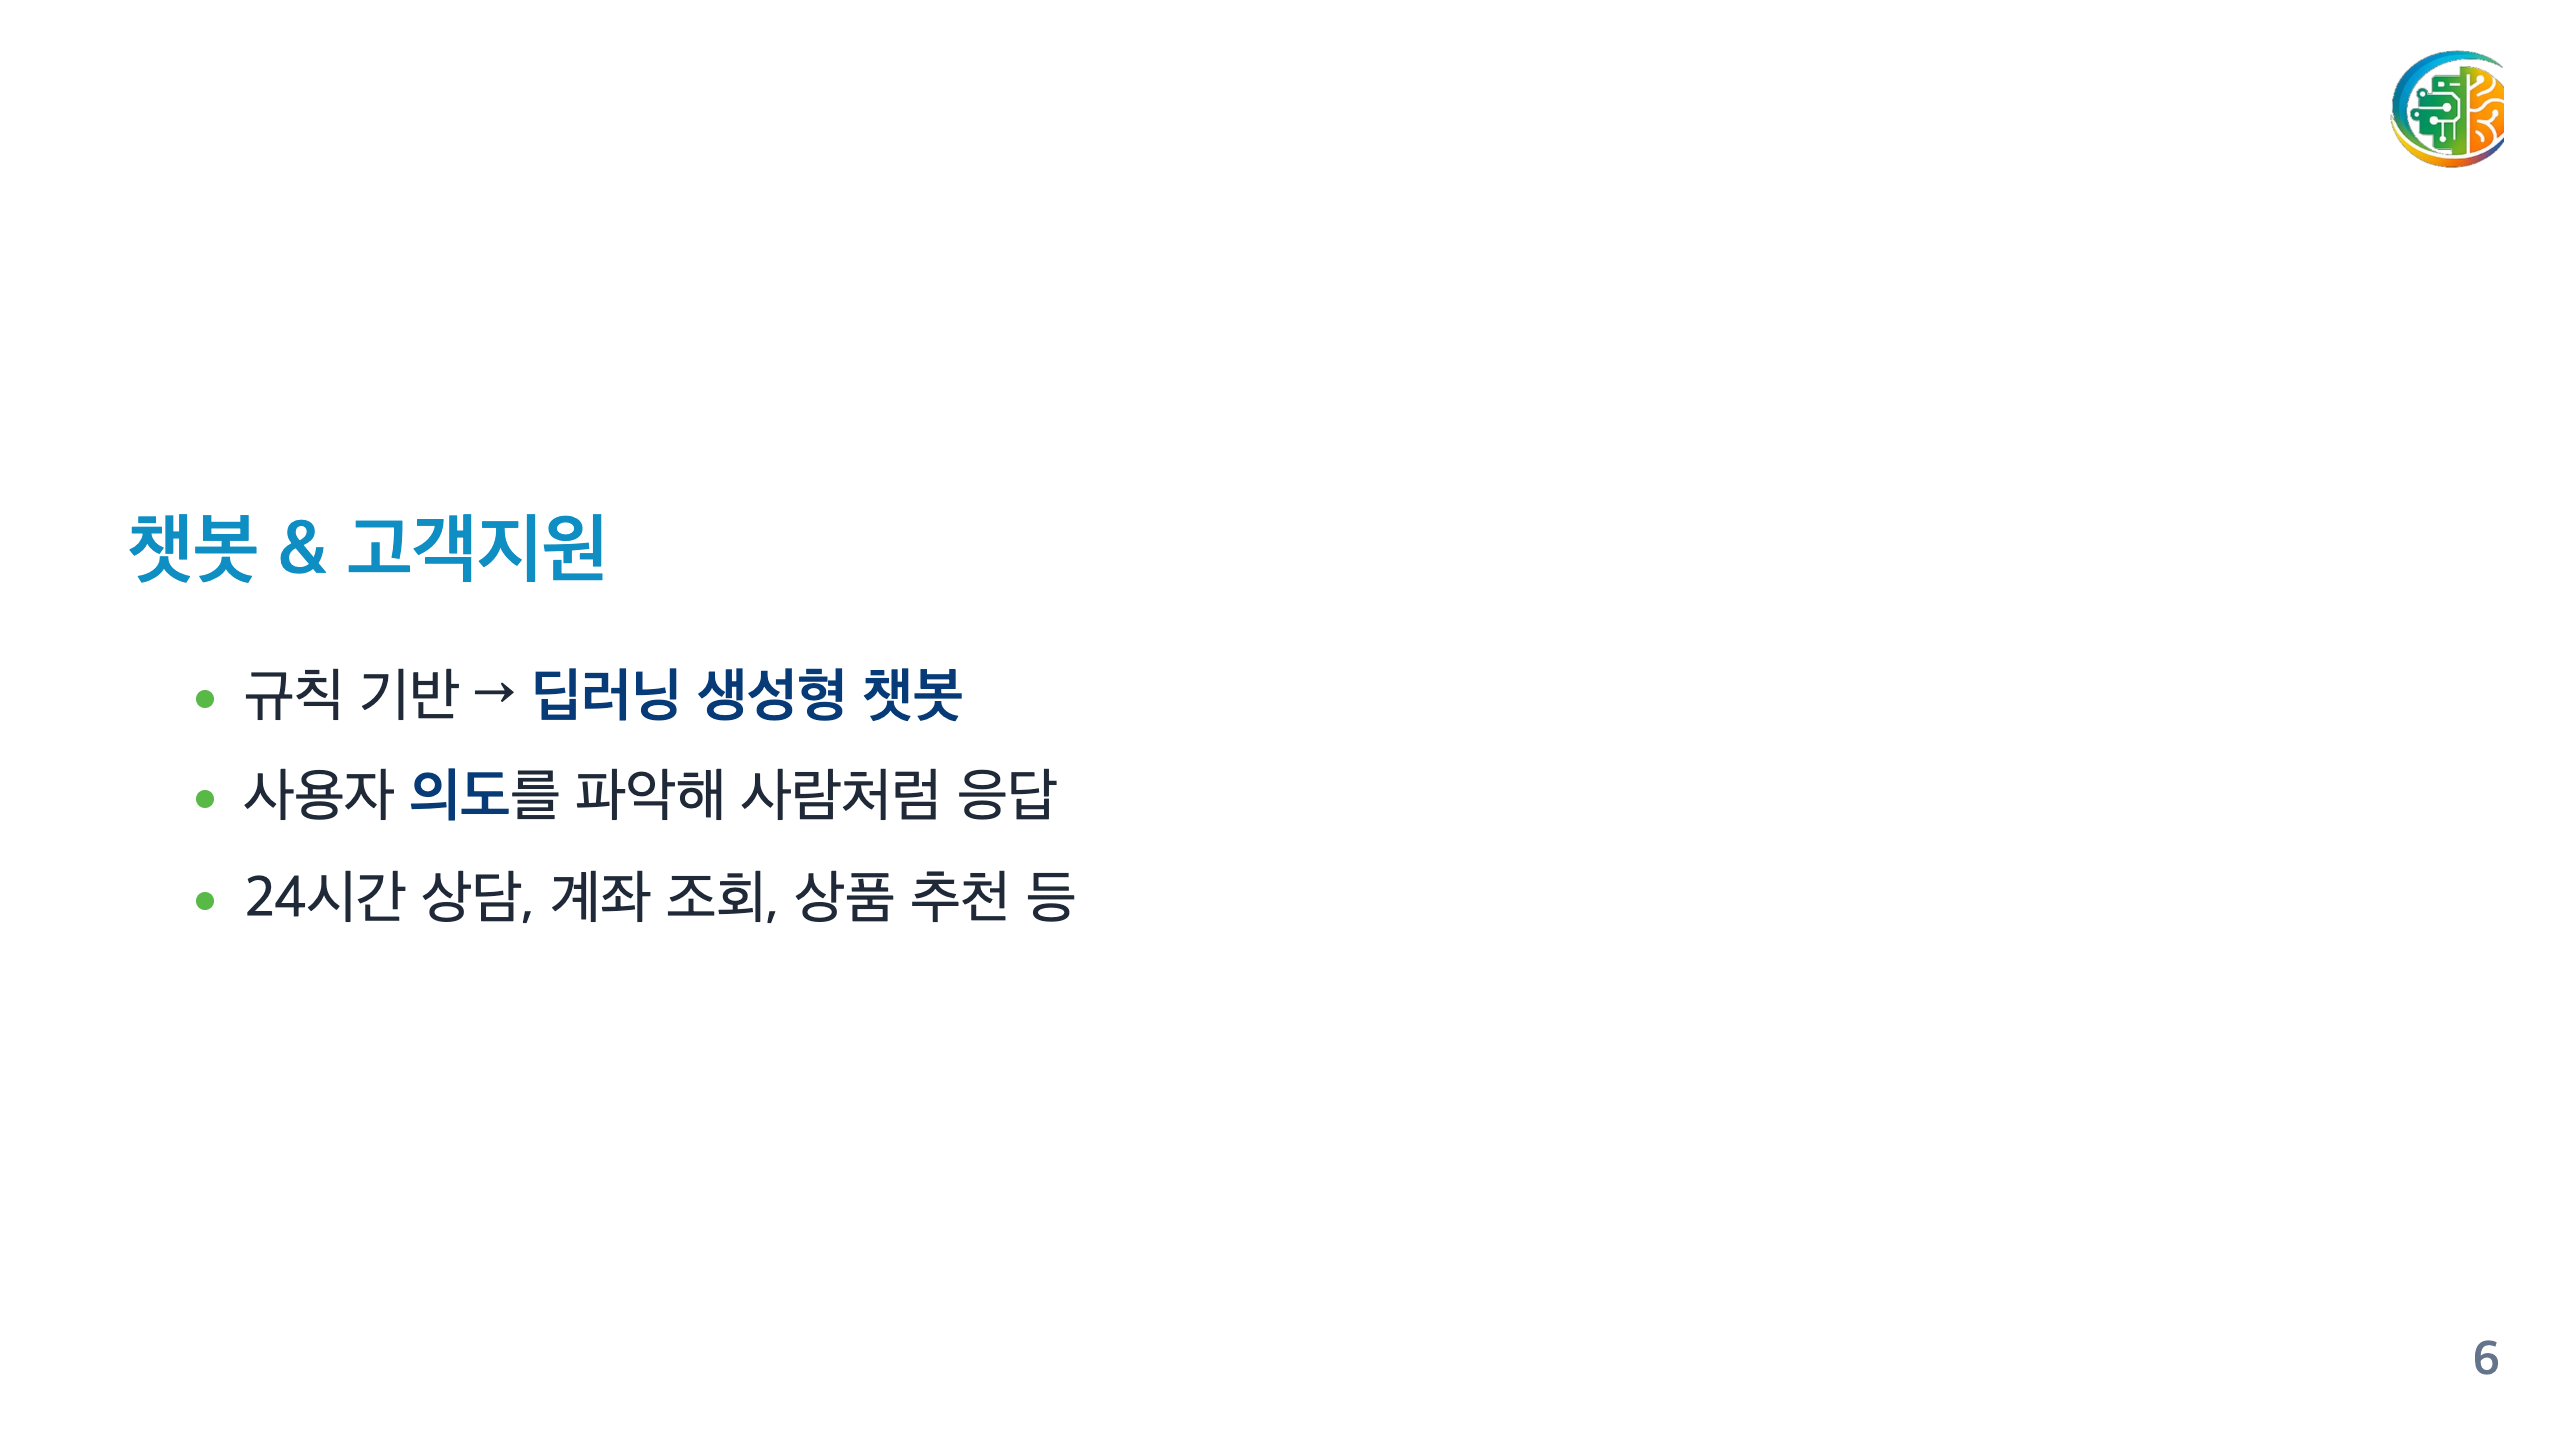 챗봇 & 고객지원
• 규칙 기반 → 딥러닝 생성형 챗봇
• 사용자 의도를 파악해 사람처럼 응답
• 24시간 상담, 계좌 조회, 상품 추천 등
6